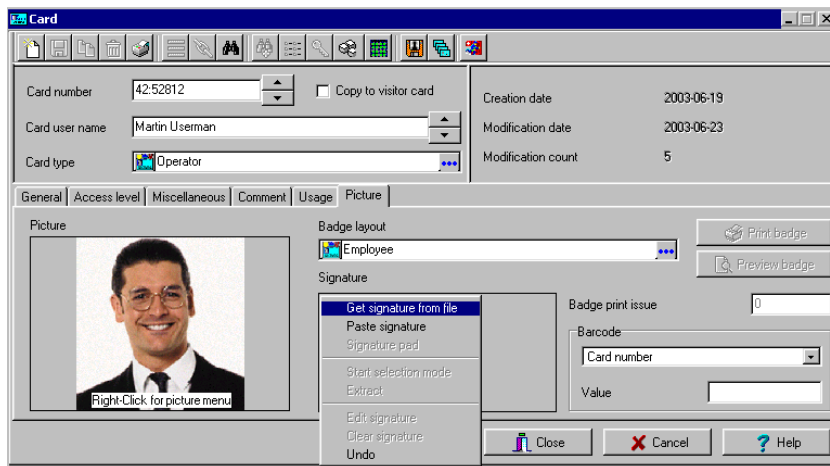 Card
Card number
42:52812
Copy to visitor card
Creation date
2003-06-19
Card user name
Martin Userman
Modification date
2003-06-23
Card type
Operator
Modification count
5
General
Access level
Miscellaneous
Comment
Usage
Picture
Picture
Badge layout
Employee
Print badge
Preview badge
Signature
Get signature from file
Paste signature
Signature pad
Start selection mode
Extract
Edit signature
Clear signature
Undo
Badge print issue
0
Barcode
Card number
Value
Right-Click for picture menu
Close
Cancel
Help